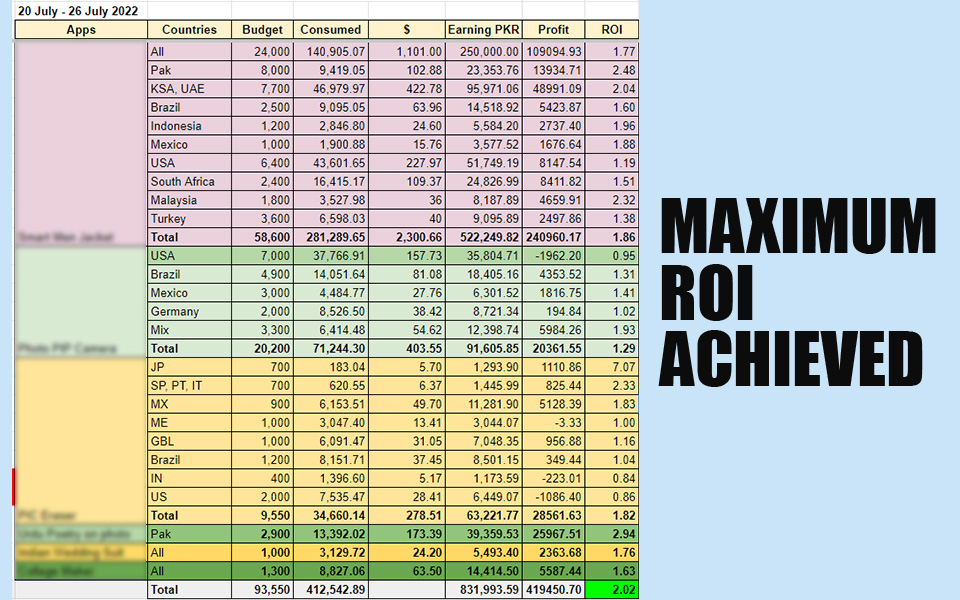 20 July - 26 July 2022
Apps Countries Budget Consumed $ Earning PKR Profit ROI
All 24,000 140,905.07 1,101.00 250,000.00 109094.93 1.77
Pak 8,000 9,419.05 102.88 23,353.76 13934.71 2.48
KSA, UAE 7,700 46,979.97 422.78 95,971.06 48991.09 2.04
Brazil 2,500 9,095.05 63.96 14,518.92 5423.87 1.60
Indonesia 1,200 2,846.80 24.60 5,584.20 2737.40 1.96
Mexico 1,000 1,900.88 15.76 3,577.52 1676.64 1.88
USA 6,400 43,601.65 227.97 51,749.19 8147.54 1.19
South Africa 2,400 16,415.17 109.37 24,826.99 8411.82 1.51
Malaysia 1,800 3,527.98 36 8,187.89 4659.91 2.32
Turkey 3,600 6,598.03 40 9,095.89 2497.86 1.38
Smart Men Jacket Total 58,600 281,289.65 2,300.66 522,249.82 240960.17 1.86
USA 7,000 37,766.91 157.73 35,804.71 -1962.20 0.95
Brazil 4,900 14,051.64 81.08 18,405.16 4353.52 1.31
Mexico 3,000 4,484.77 27.76 6,301.52 1816.75 1.41
Germany 2,000 8,526.50 38.42 8,721.34 194.84 1.02
Mix 3,300 6,414.48 54.62 12,398.74 5984.26 1.93
Photo PIP Camera Total 20,200 71,244.30 403.55 91,605.85 20361.55 1.29
JP 700 183.04 5.70 1,293.90 1110.86 7.07
SP, PT, IT 700 620.55 6.37 1,445.99 825.44 2.33
MX 900 6,153.51 49.70 11,281.90 5128.39 1.83
ME 1,000 3,047.40 13.41 3,044.07 -3.33 1.00
GBL 1,000 6,091.47 31.05 7,048.35 956.88 1.16
Brazil 1,200 8,151.71 37.45 8,501.15 349.44 1.04
IN 400 1,396.60 5.17 1,173.59 -223.01 0.84
US 2,000 7,535.47 28.41 6,449.07 -1086.40 0.86
Eraser Total 9,550 34,660.14 278.51 63,221.77 28561.63 1.82
Urdu Poetry on photo Pak 2,900 13,392.02 173.39 39,359.53 25967.51 2.94
Indian Wedding Suit All 1,000 3,129.72 24.20 5,493.40 2363.68 1.76
Collage Maker All 1,300 8,827.06 63.50 14,414.50 5587.44 1.63
Total 93,550 412,542.89 831,993.59 419450.70 2.02
MAXIMUM
ROI
ACHIEVED